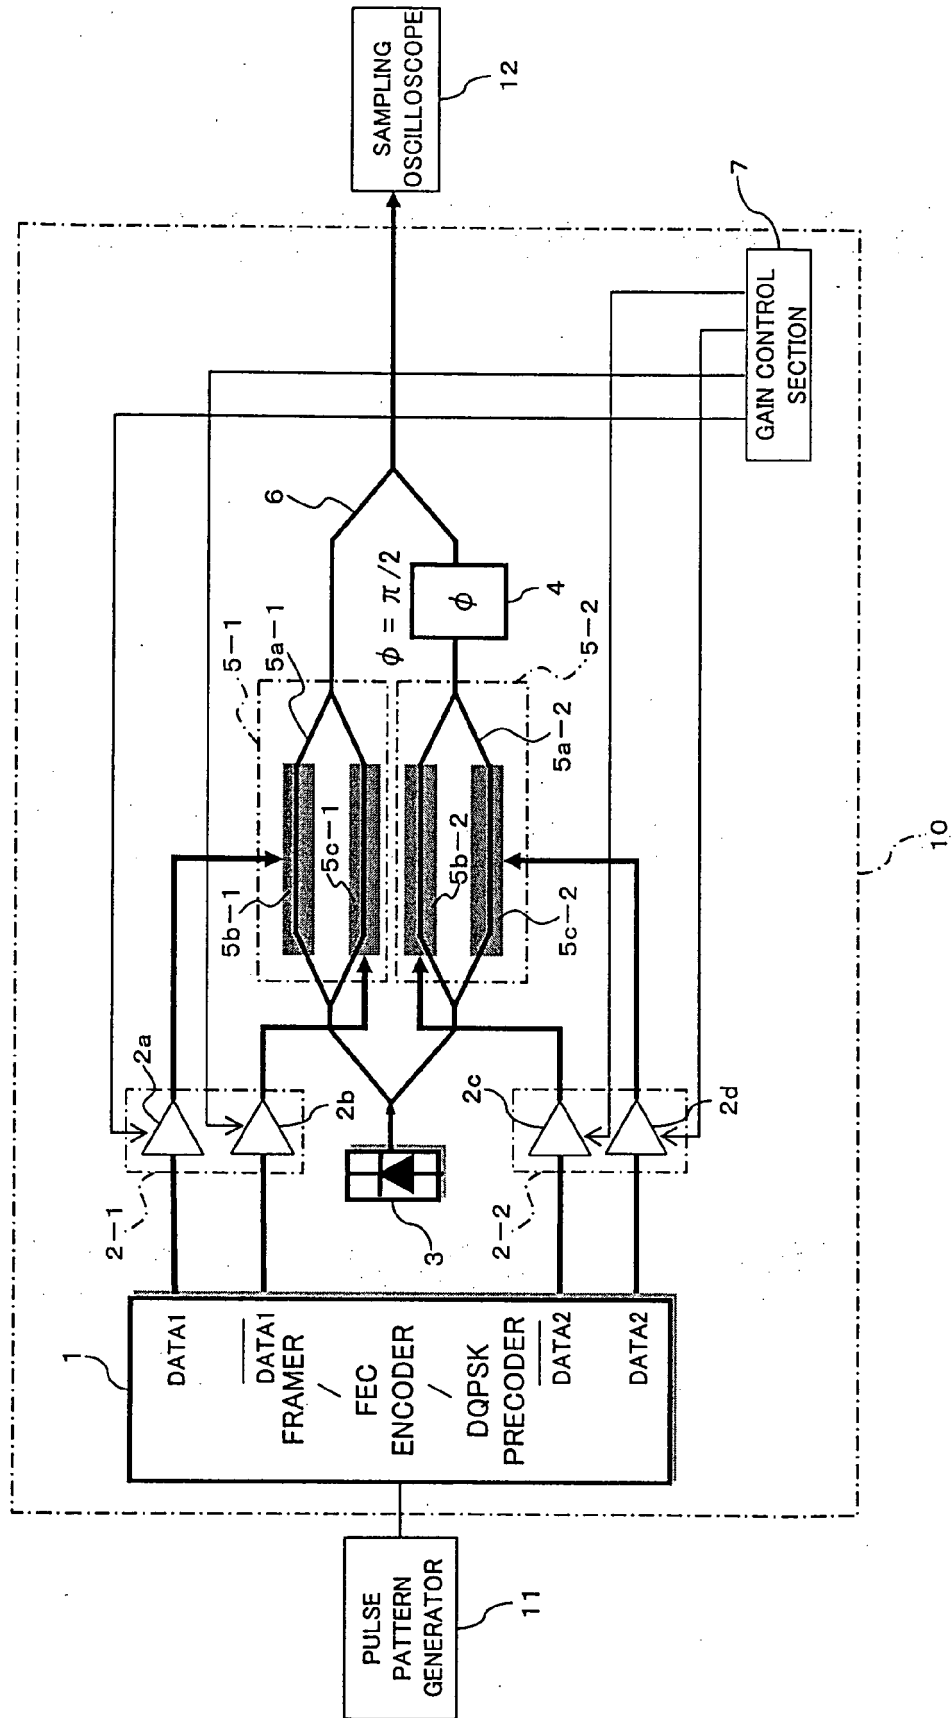 PULSE
PATTERN
GENERATOR
11
1
DATA1
DATA1
FRAMER
/
FEC
ENCODER
/
DQPSK
PRECODER
DATA2
DATA2
2-1
2a
2b
3
2-2
2c
2d
5-1
5a-1
5b-1
5c-1
5b-2
5c-2
5a-2
5-2
φ = π/2
φ
4
6
10
GAIN CONTROL
SECTION
7
SAMPLING
OSCILLOSCOPE
12